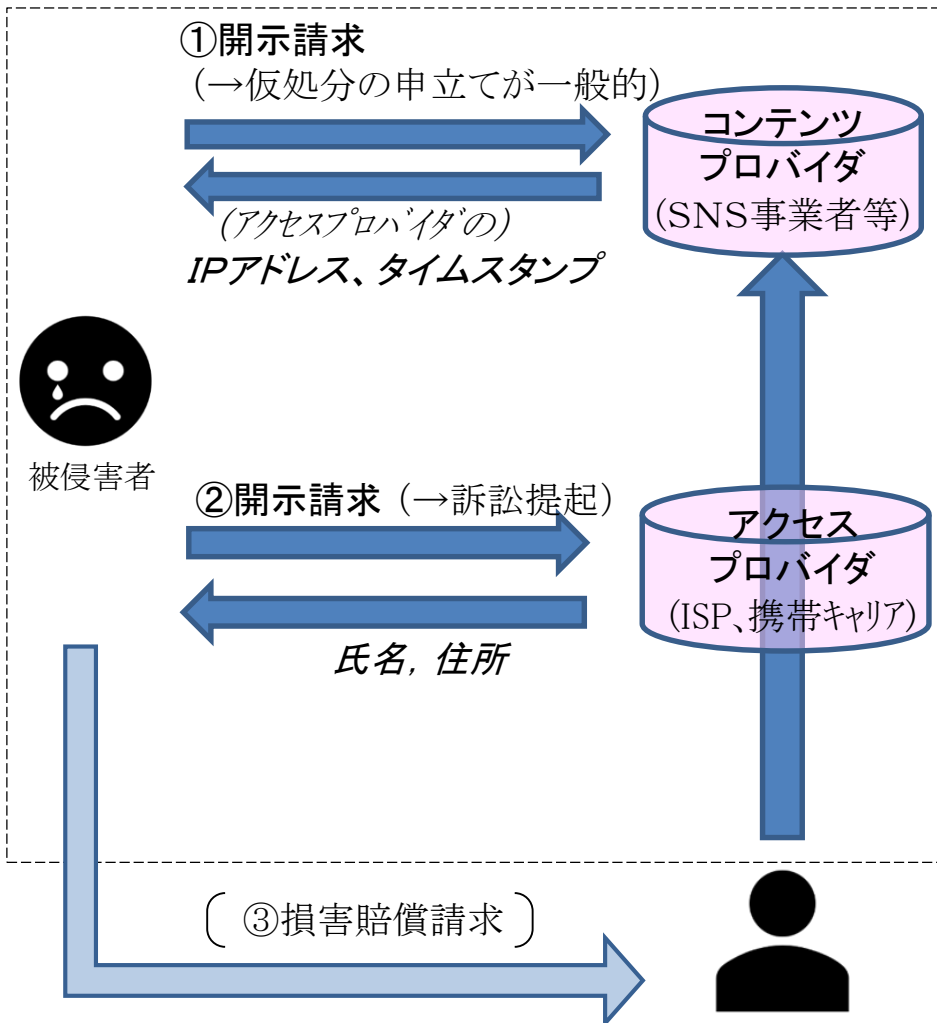 ①開示請求
(→仮処分の申立てが一般的)
コンテンツ
プロバイダ
(SNS事業者等)
(アクセスプロバイダの)
IPアドレス、タイムスタンプ
被侵害者
②開示請求 (→訴訟提起)
アクセス
プロバイダ
(ISP、携帯キャリア)
氏名, 住所
③損害賠償請求